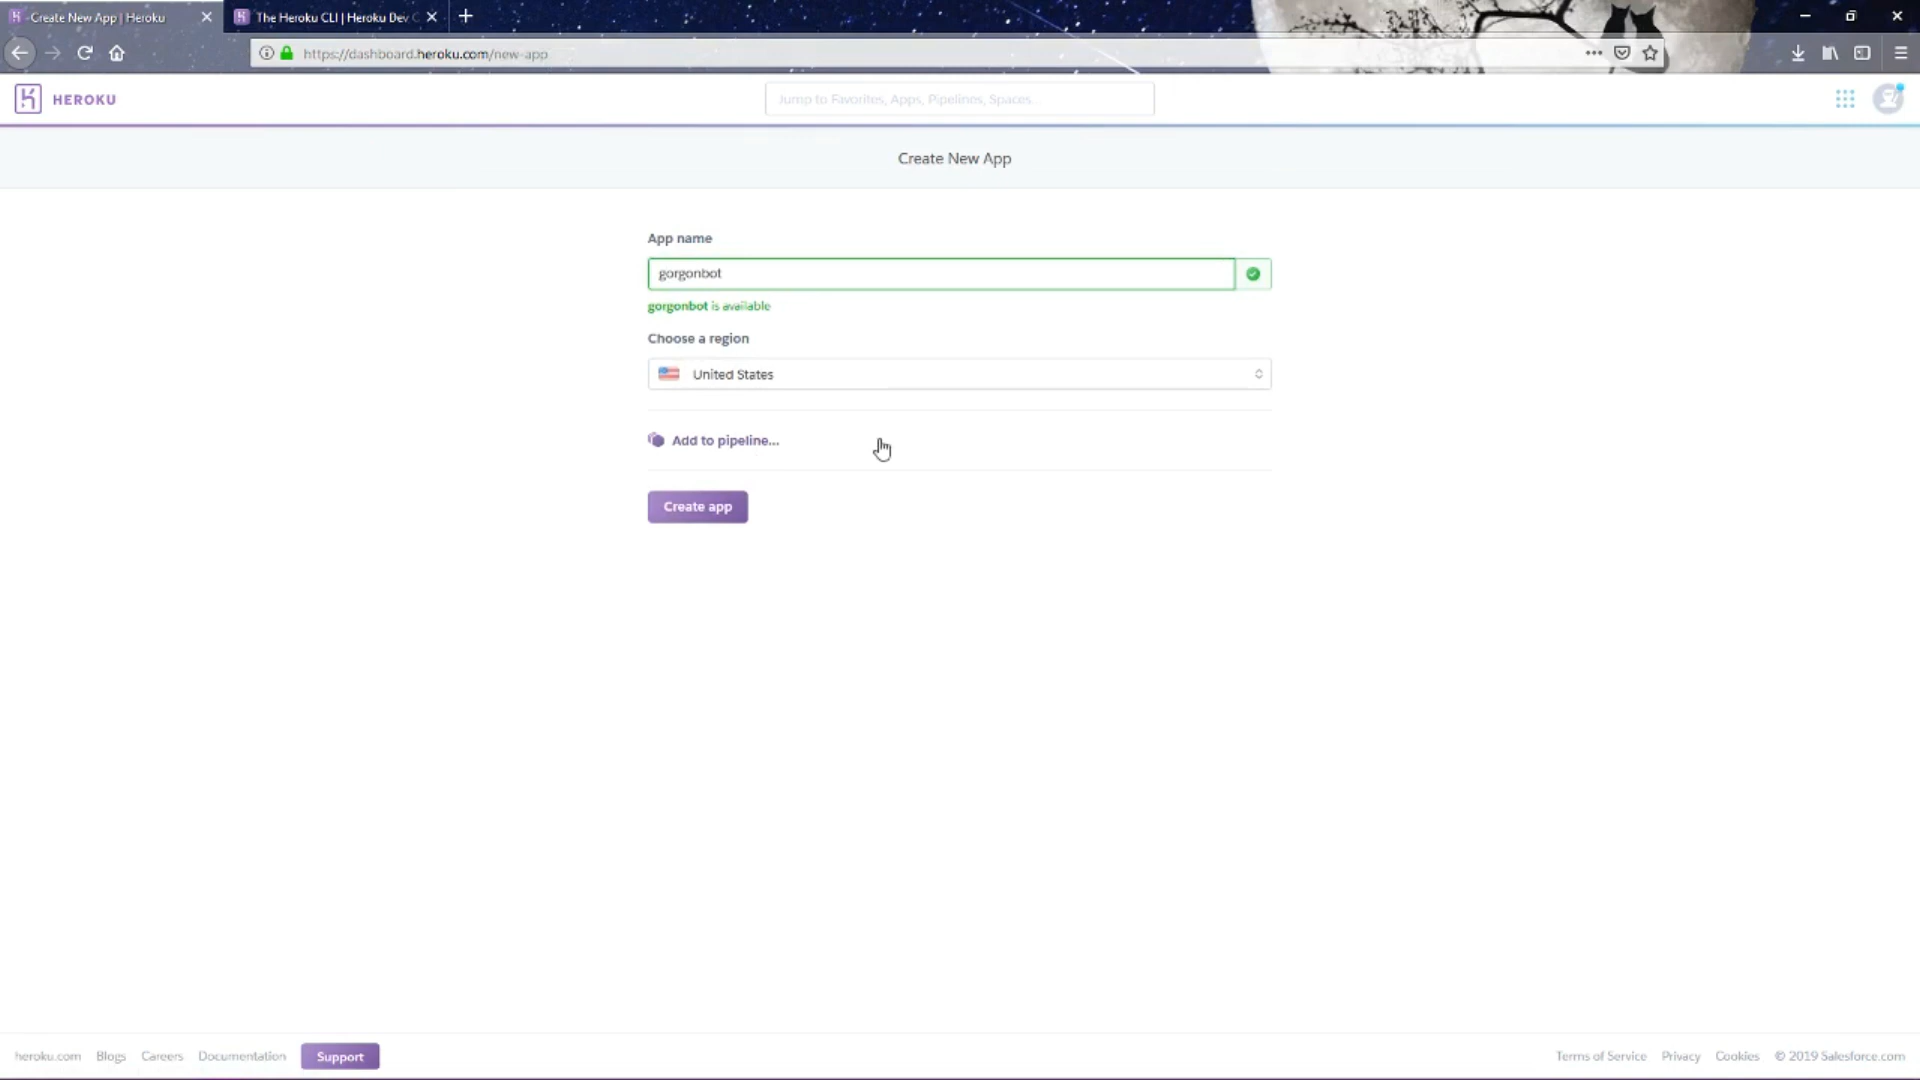 Create New App | Heroku
The Heroku CLI | Heroku Dev C
https://dashboard.heroku.com/new-app
HEROKU
Jump to Favorites, Apps, Pipelines, Spaces...
Create New App
App name
gorgonbot
gorgonbot is available
Choose a region
United States
Add to pipeline...
Create app
heroku.com Blogs Careers Documentation Support
Terms of Service Privacy Cookies © 2019 Salesforce.com